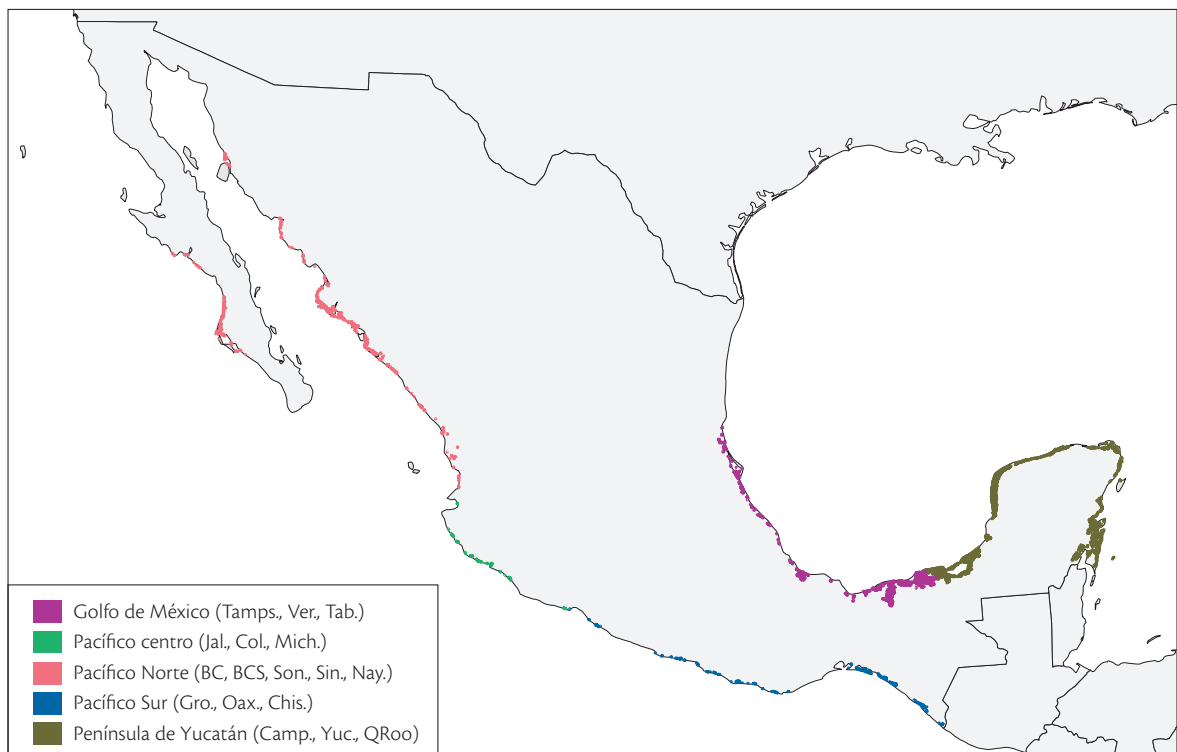 Golfo de México (Tamps., Ver., Tab.)
Pacífico centro (Jal., Col., Mich.)
Pacífico Norte (BC, BCS, Son., Sin., Nay.)
Pacífico Sur (Gro., Oax., Chis.)
Península de Yucatán (Camp., Yuc., QRoo)